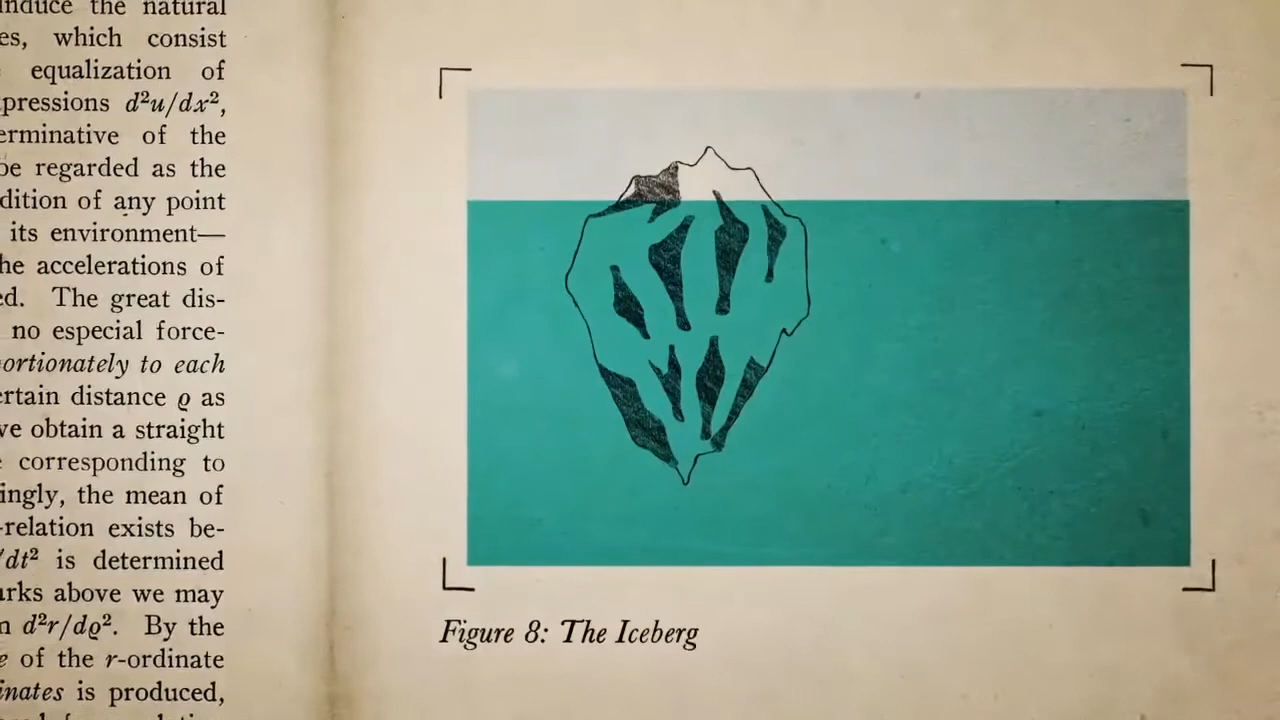 induce the natural
es, which consist
equalization of
pressions d²u/dx²,
erminative of the
be regarded as the
dition of any point
its environment—
he accelerations of
ed. The great dis-
no especial force-
portionately to each
ertain distance ϱ as
ve obtain a straight
corresponding to
ingly, the mean of
-relation exists be-
/dt² is determined
arks above we may
d²r/dϱ². By the
e of the r-ordinate
inates is produced,
Figure 8: The Iceberg